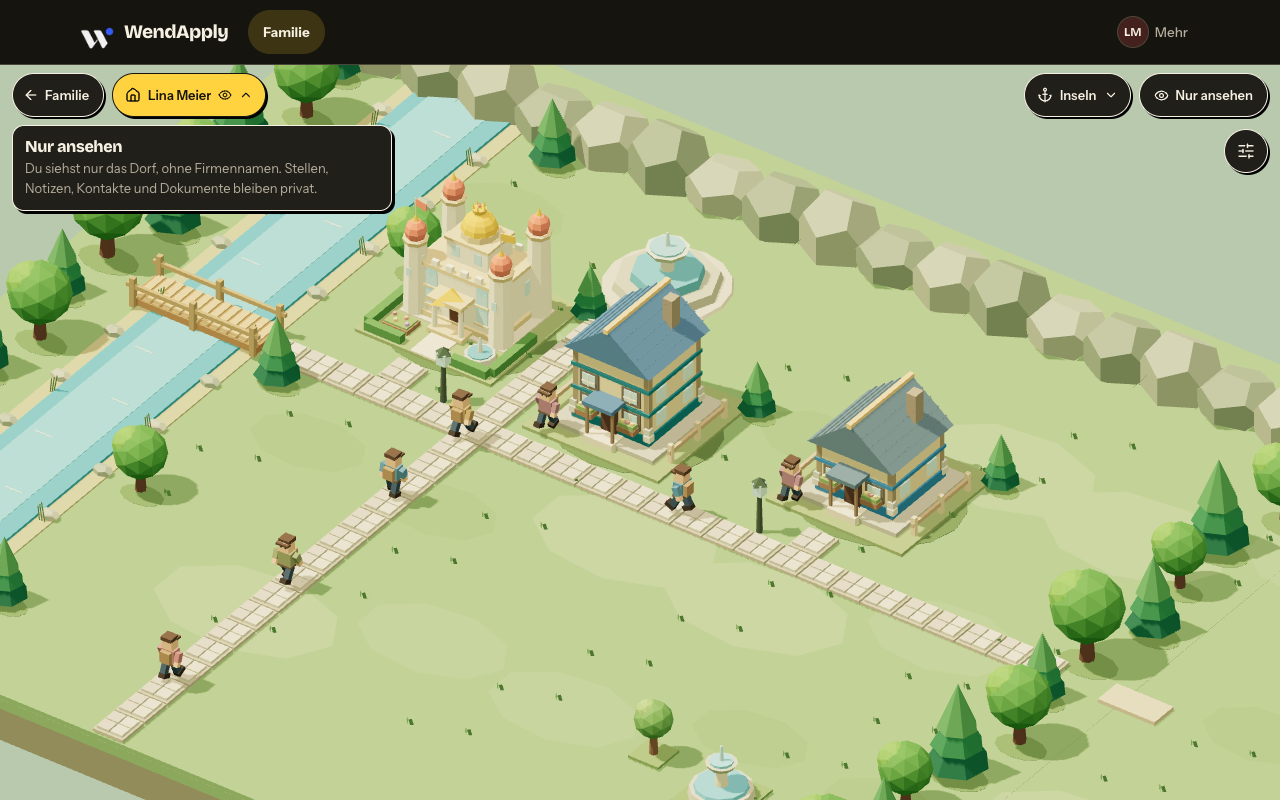 WendApply
Familie
LM Mehr
Familie
Lina Meier
Inseln
Nur ansehen
Nur ansehen
Du siehst nur das Dorf, ohne Firmennamen. Stellen,
Notizen, Kontakte und Dokumente bleiben privat.